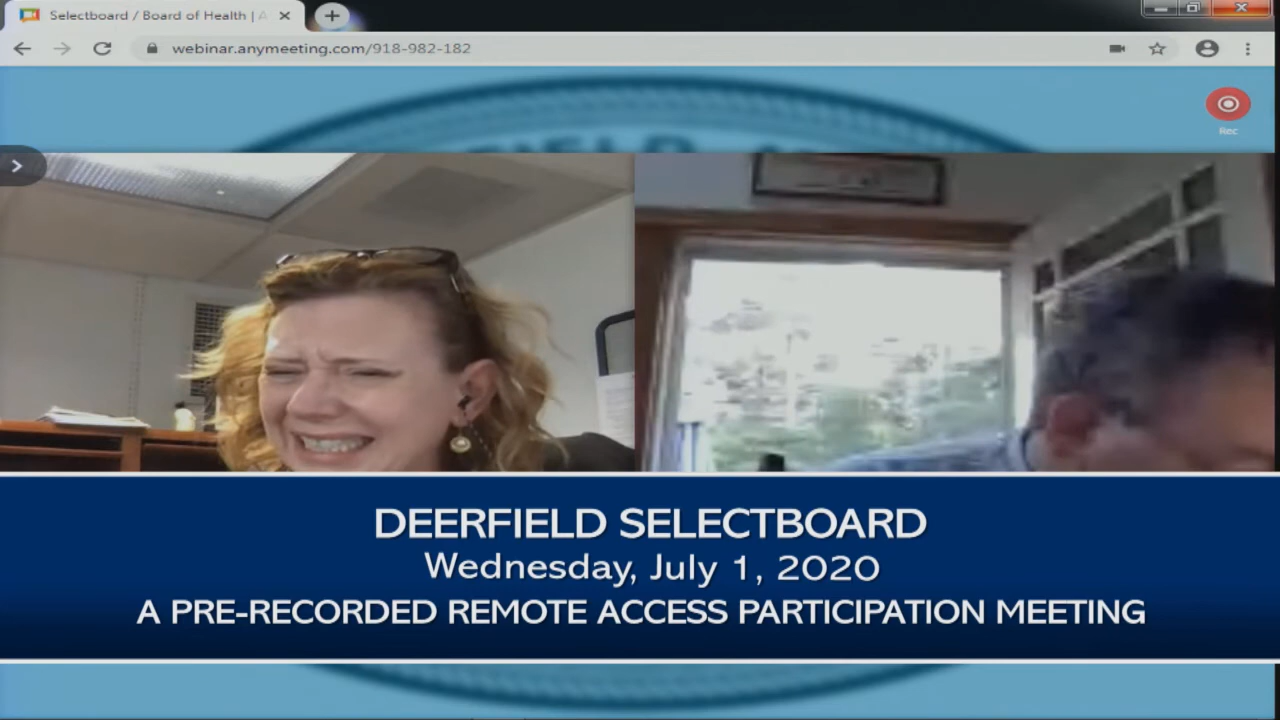 Selectboard / Board of Health | A
webinar.anymeeting.com/918-982-182
Rec
DEERFIELD SELECTBOARD
Wednesday, July 1, 2020
A PRE-RECORDED REMOTE ACCESS PARTICIPATION MEETING